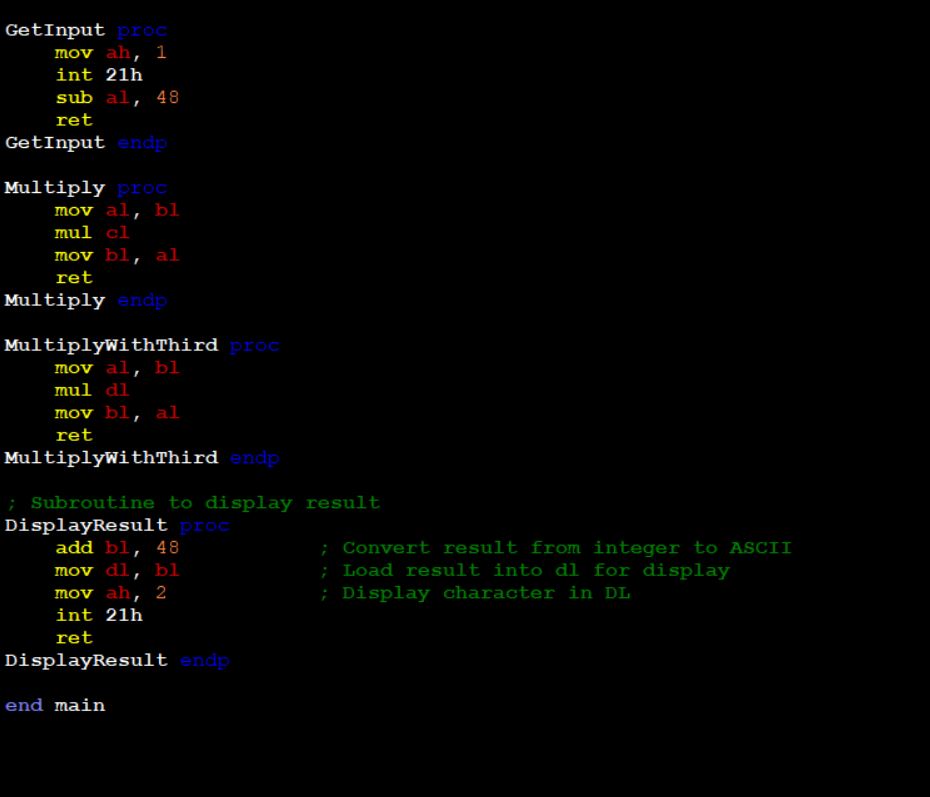 GetInput proc
mov ah, 1
int 21h
sub al, 48
ret
GetInput endp
Multiply proc
mov al, bl
mul cl
mov bl, al
ret
Multiply endp
MultiplyWithThird proc
mov al, bl
mul dl
mov bl, al
ret
MultiplyWithThird endp
; Subroutine to display result
DisplayResult proc
add bl, 48 ; Convert result from integer to ASCII
mov dl, bl ; Load result into dl for display
mov ah, 2 ; Display character in DL
int 21h
ret
DisplayResult endp
end main